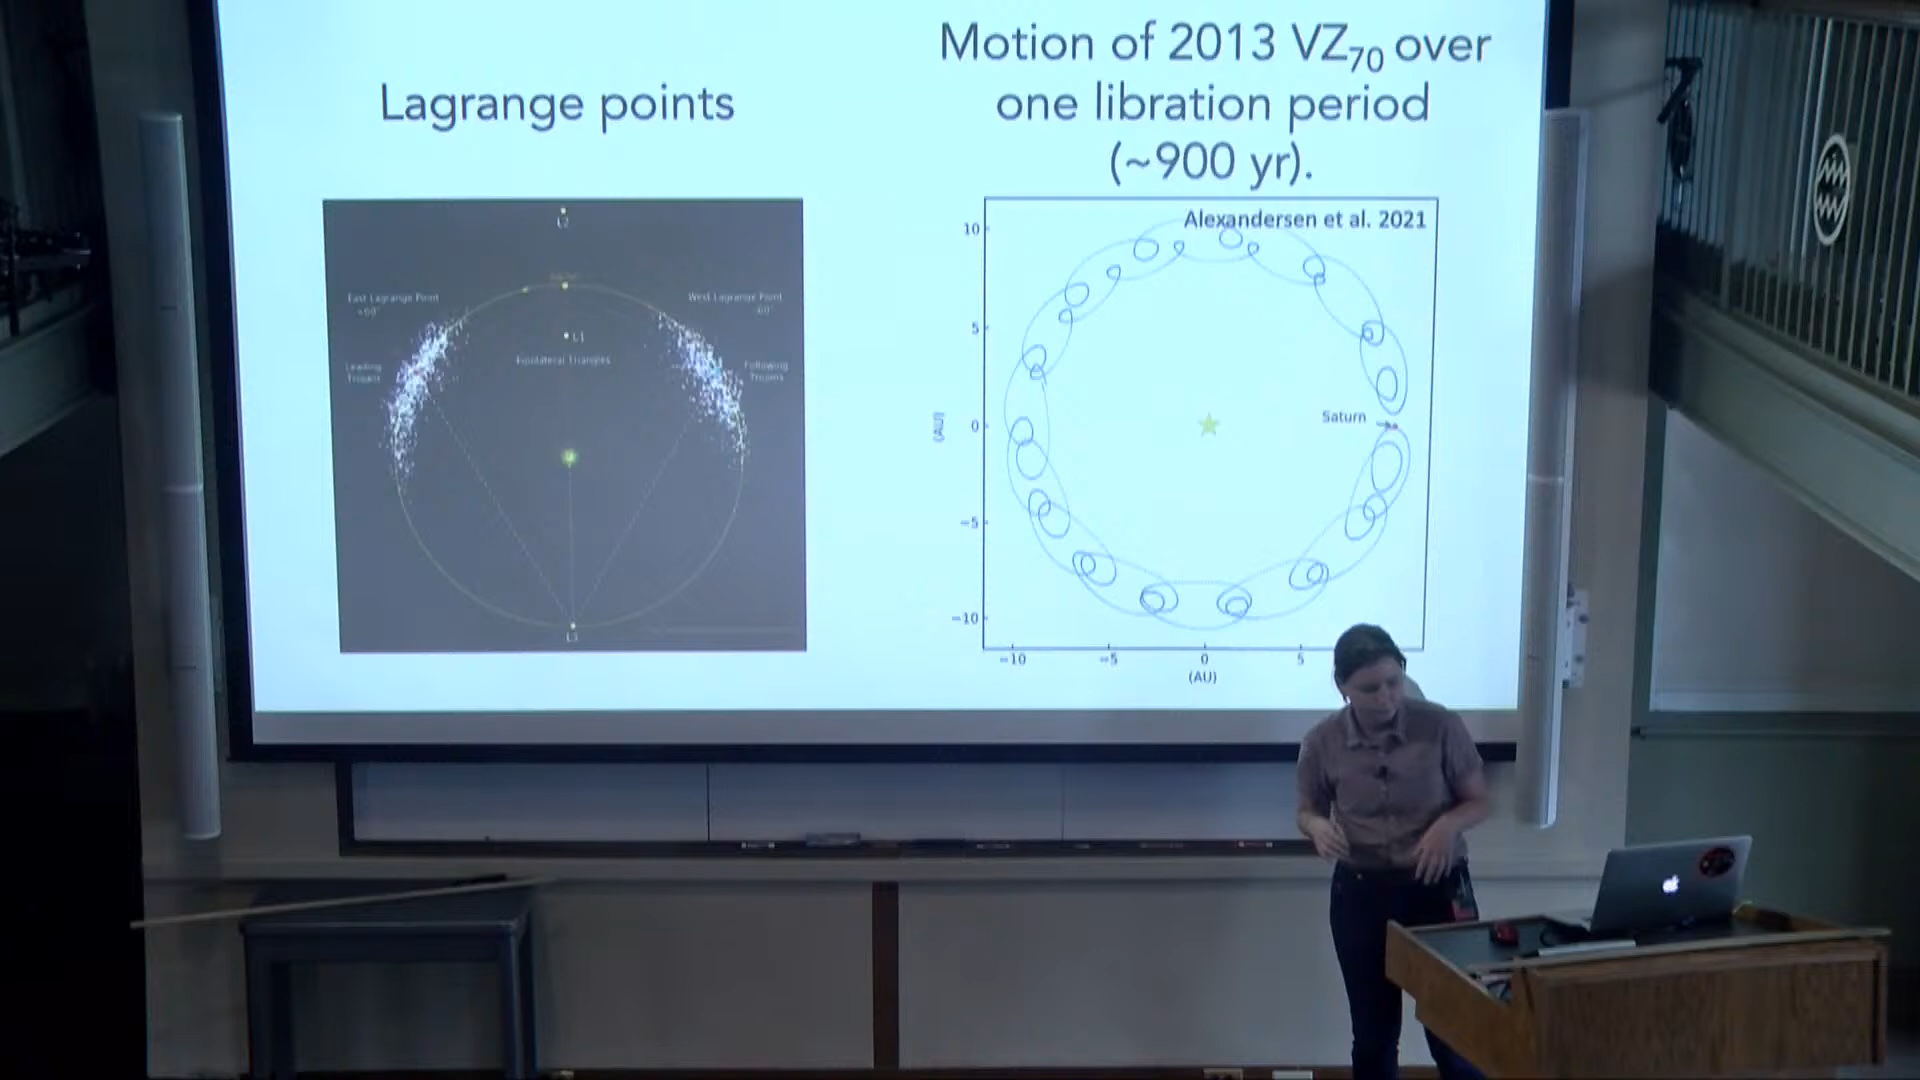 Lagrange points
L2
East Lagrange Point
+60°
West Lagrange Point
-60°
L1
Equilateral Triangles
Leading
Trojans
Following
Trojans
L3
Motion of 2013 VZ70 over
one libration period
(~900 yr).
Alexandersen et al. 2021
10
5
0
−5
−10
(AU)
Saturn
−10
−5
0
5
(AU)